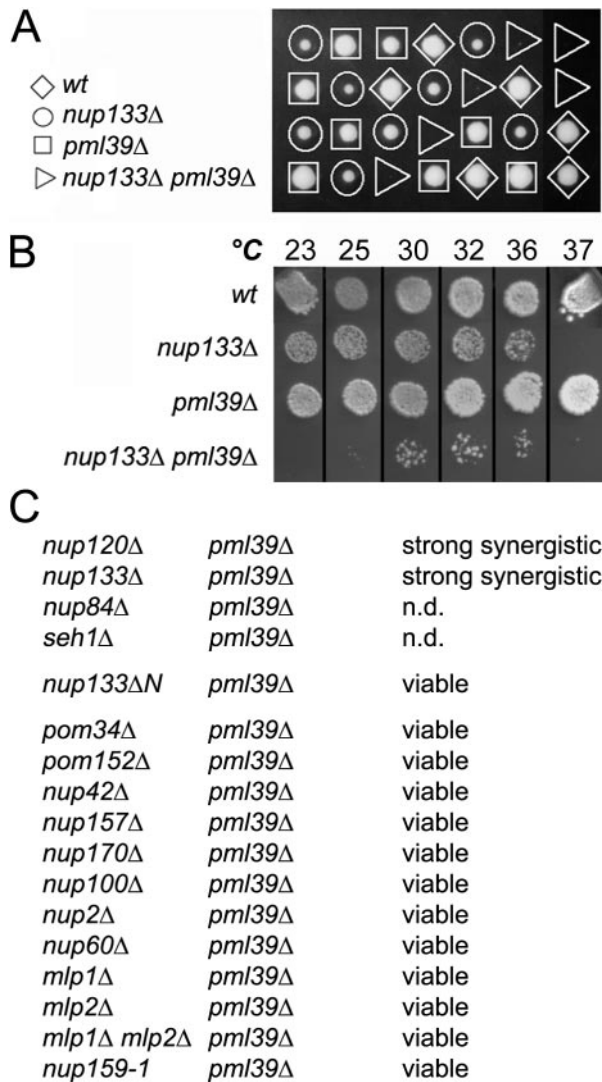 A
wt
nup133Δ
pml39Δ
nup133Δ pml39Δ
B
°C 23 25 30 32 36 37
wt
nup133Δ
pml39Δ
nup133Δ pml39Δ
C
nup120Δ pml39Δ strong synergistic
nup133Δ pml39Δ strong synergistic
nup84Δ pml39Δ n.d.
seh1Δ pml39Δ n.d.
nup133ΔN pml39Δ viable
pom34Δ pml39Δ viable
pom152Δ pml39Δ viable
nup42Δ pml39Δ viable
nup157Δ pml39Δ viable
nup170Δ pml39Δ viable
nup100Δ pml39Δ viable
nup2Δ pml39Δ viable
nup60Δ pml39Δ viable
mlp1Δ pml39Δ viable
mlp2Δ pml39Δ viable
mlp1Δ mlp2Δ pml39Δ viable
nup159-1 pml39Δ viable